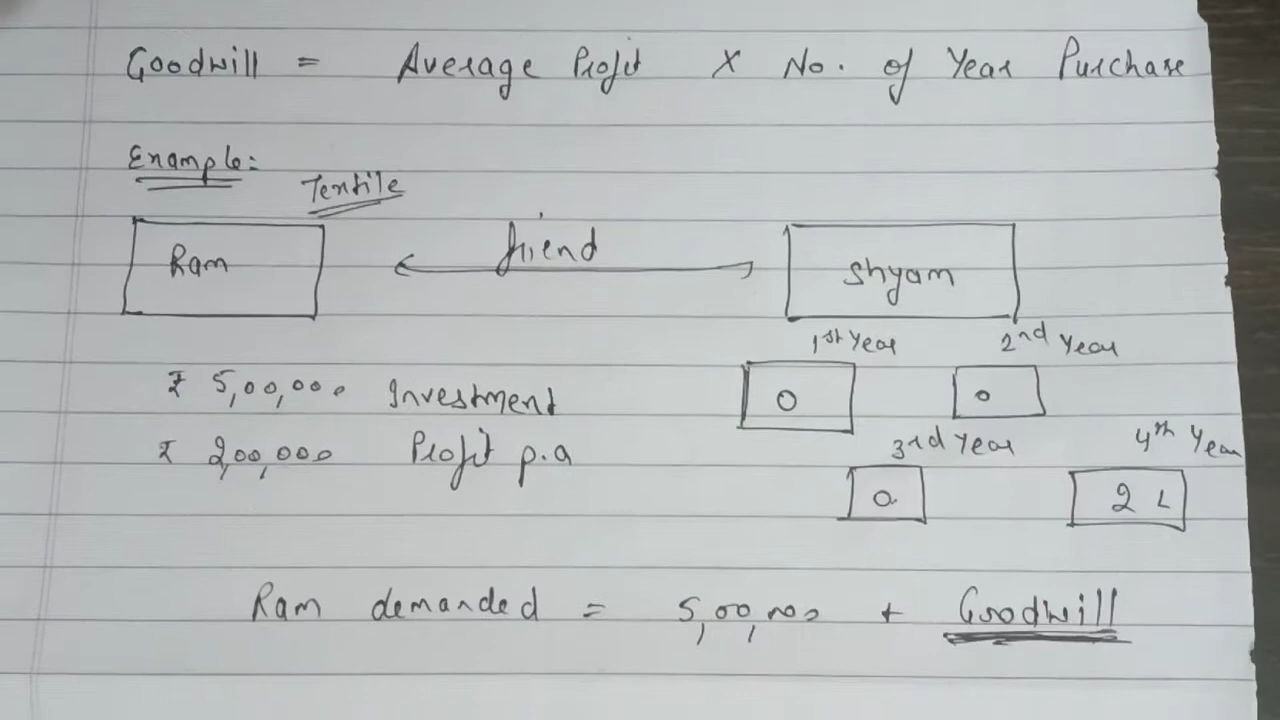 Goodwill = Average Profit X No. of Year Purchase
Example:
Textile
Ram friend Shyam
1st Year 2nd Year
₹ 5,00,000 Investment 0 0
3rd Year 4th Year
₹ 2,00,000 Profit p.a
0 2 L
Ram demanded = 5,00,000 + Goodwill